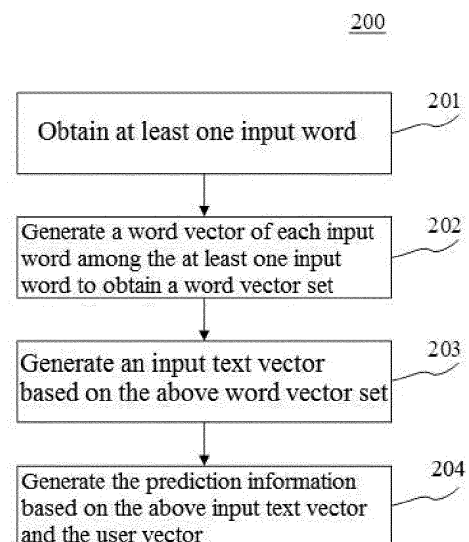 200
201
Obtain at least one input word
202
Generate a word vector of each input
word among the at least one input
word to obtain a word vector set
203
Generate an input text vector
based on the above word vector set
204
Generate the prediction information
based on the above input text vector
and the user vector